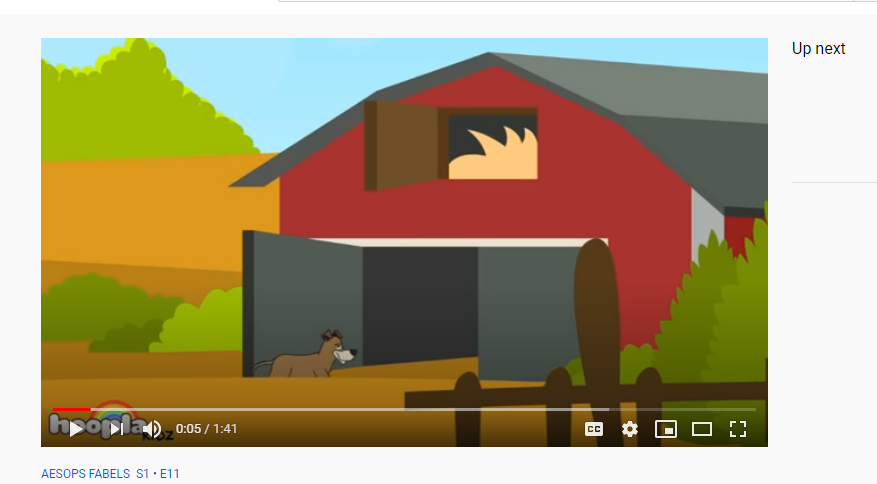 Up next
hoopla
KIDZ
0:05 / 1:41
CC
AESOPS FABELS S1 • E11